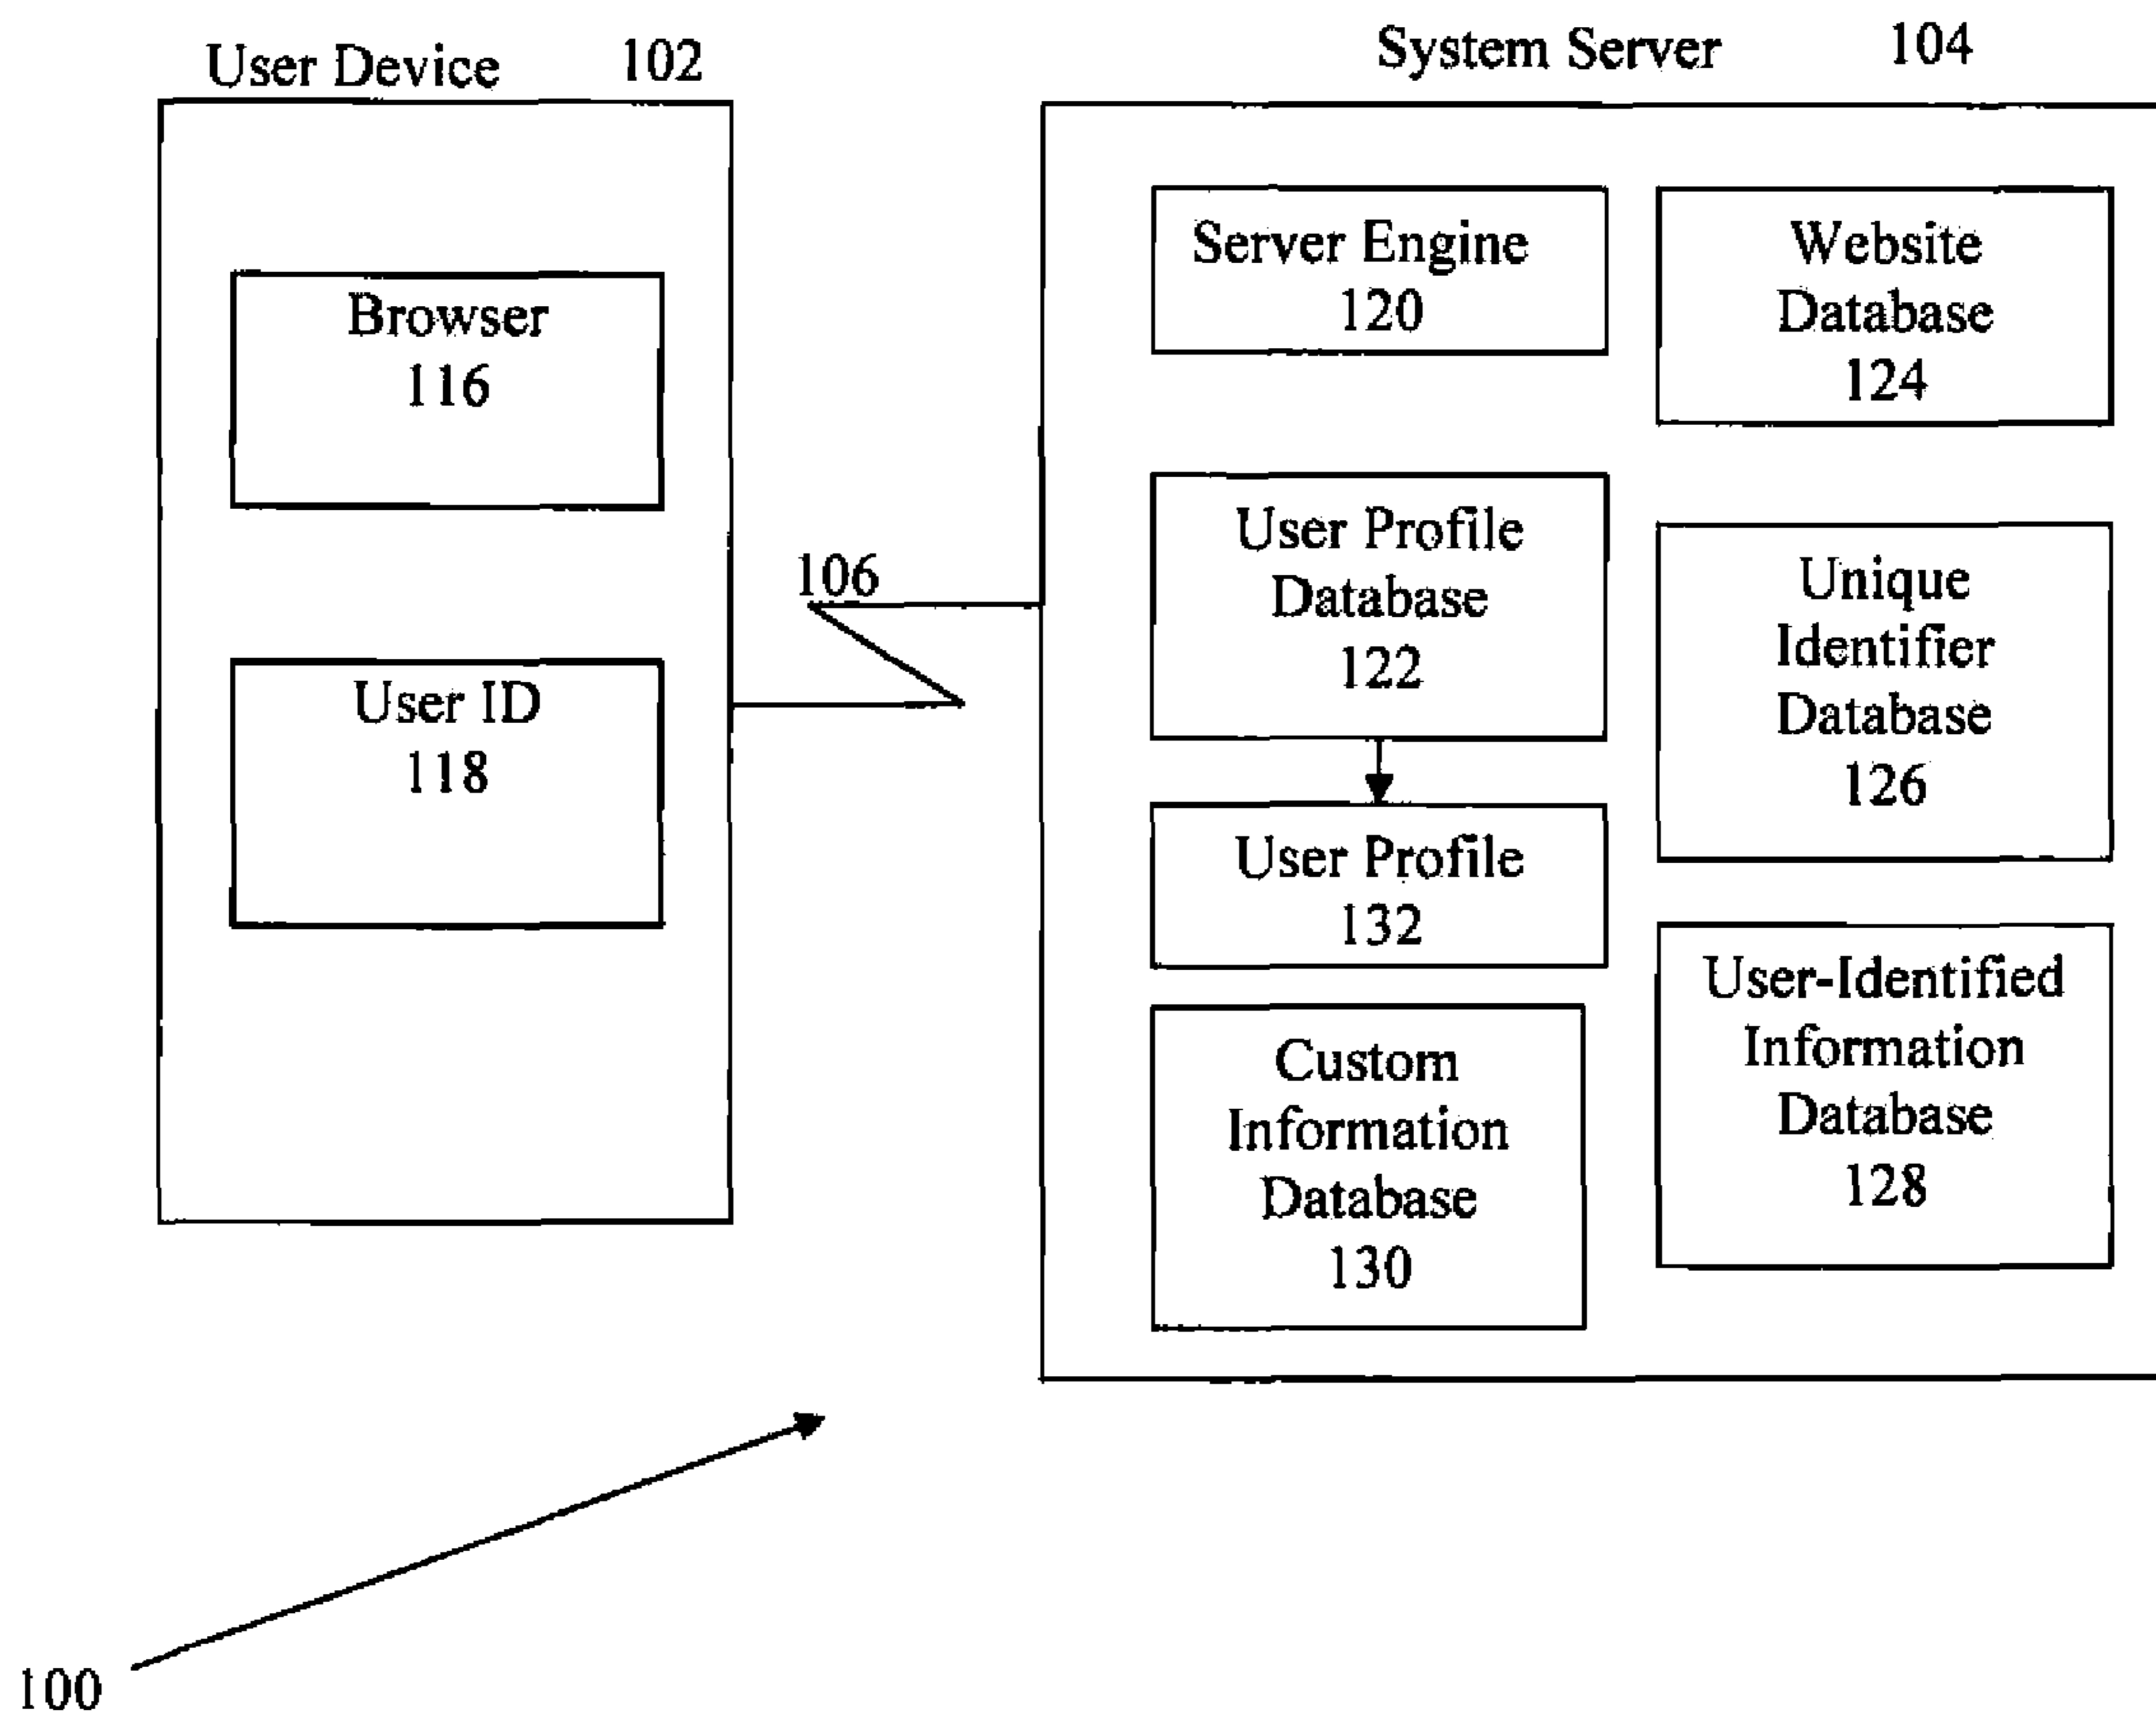 User Device 102
System Server 104
Browser
116
User ID
118
106
Server Engine
120
Website
Database
124
User Profile
Database
122
Unique
Identifier
Database
126
User Profile
132
User-Identified
Information
Database
128
Custom
Information
Database
130
100